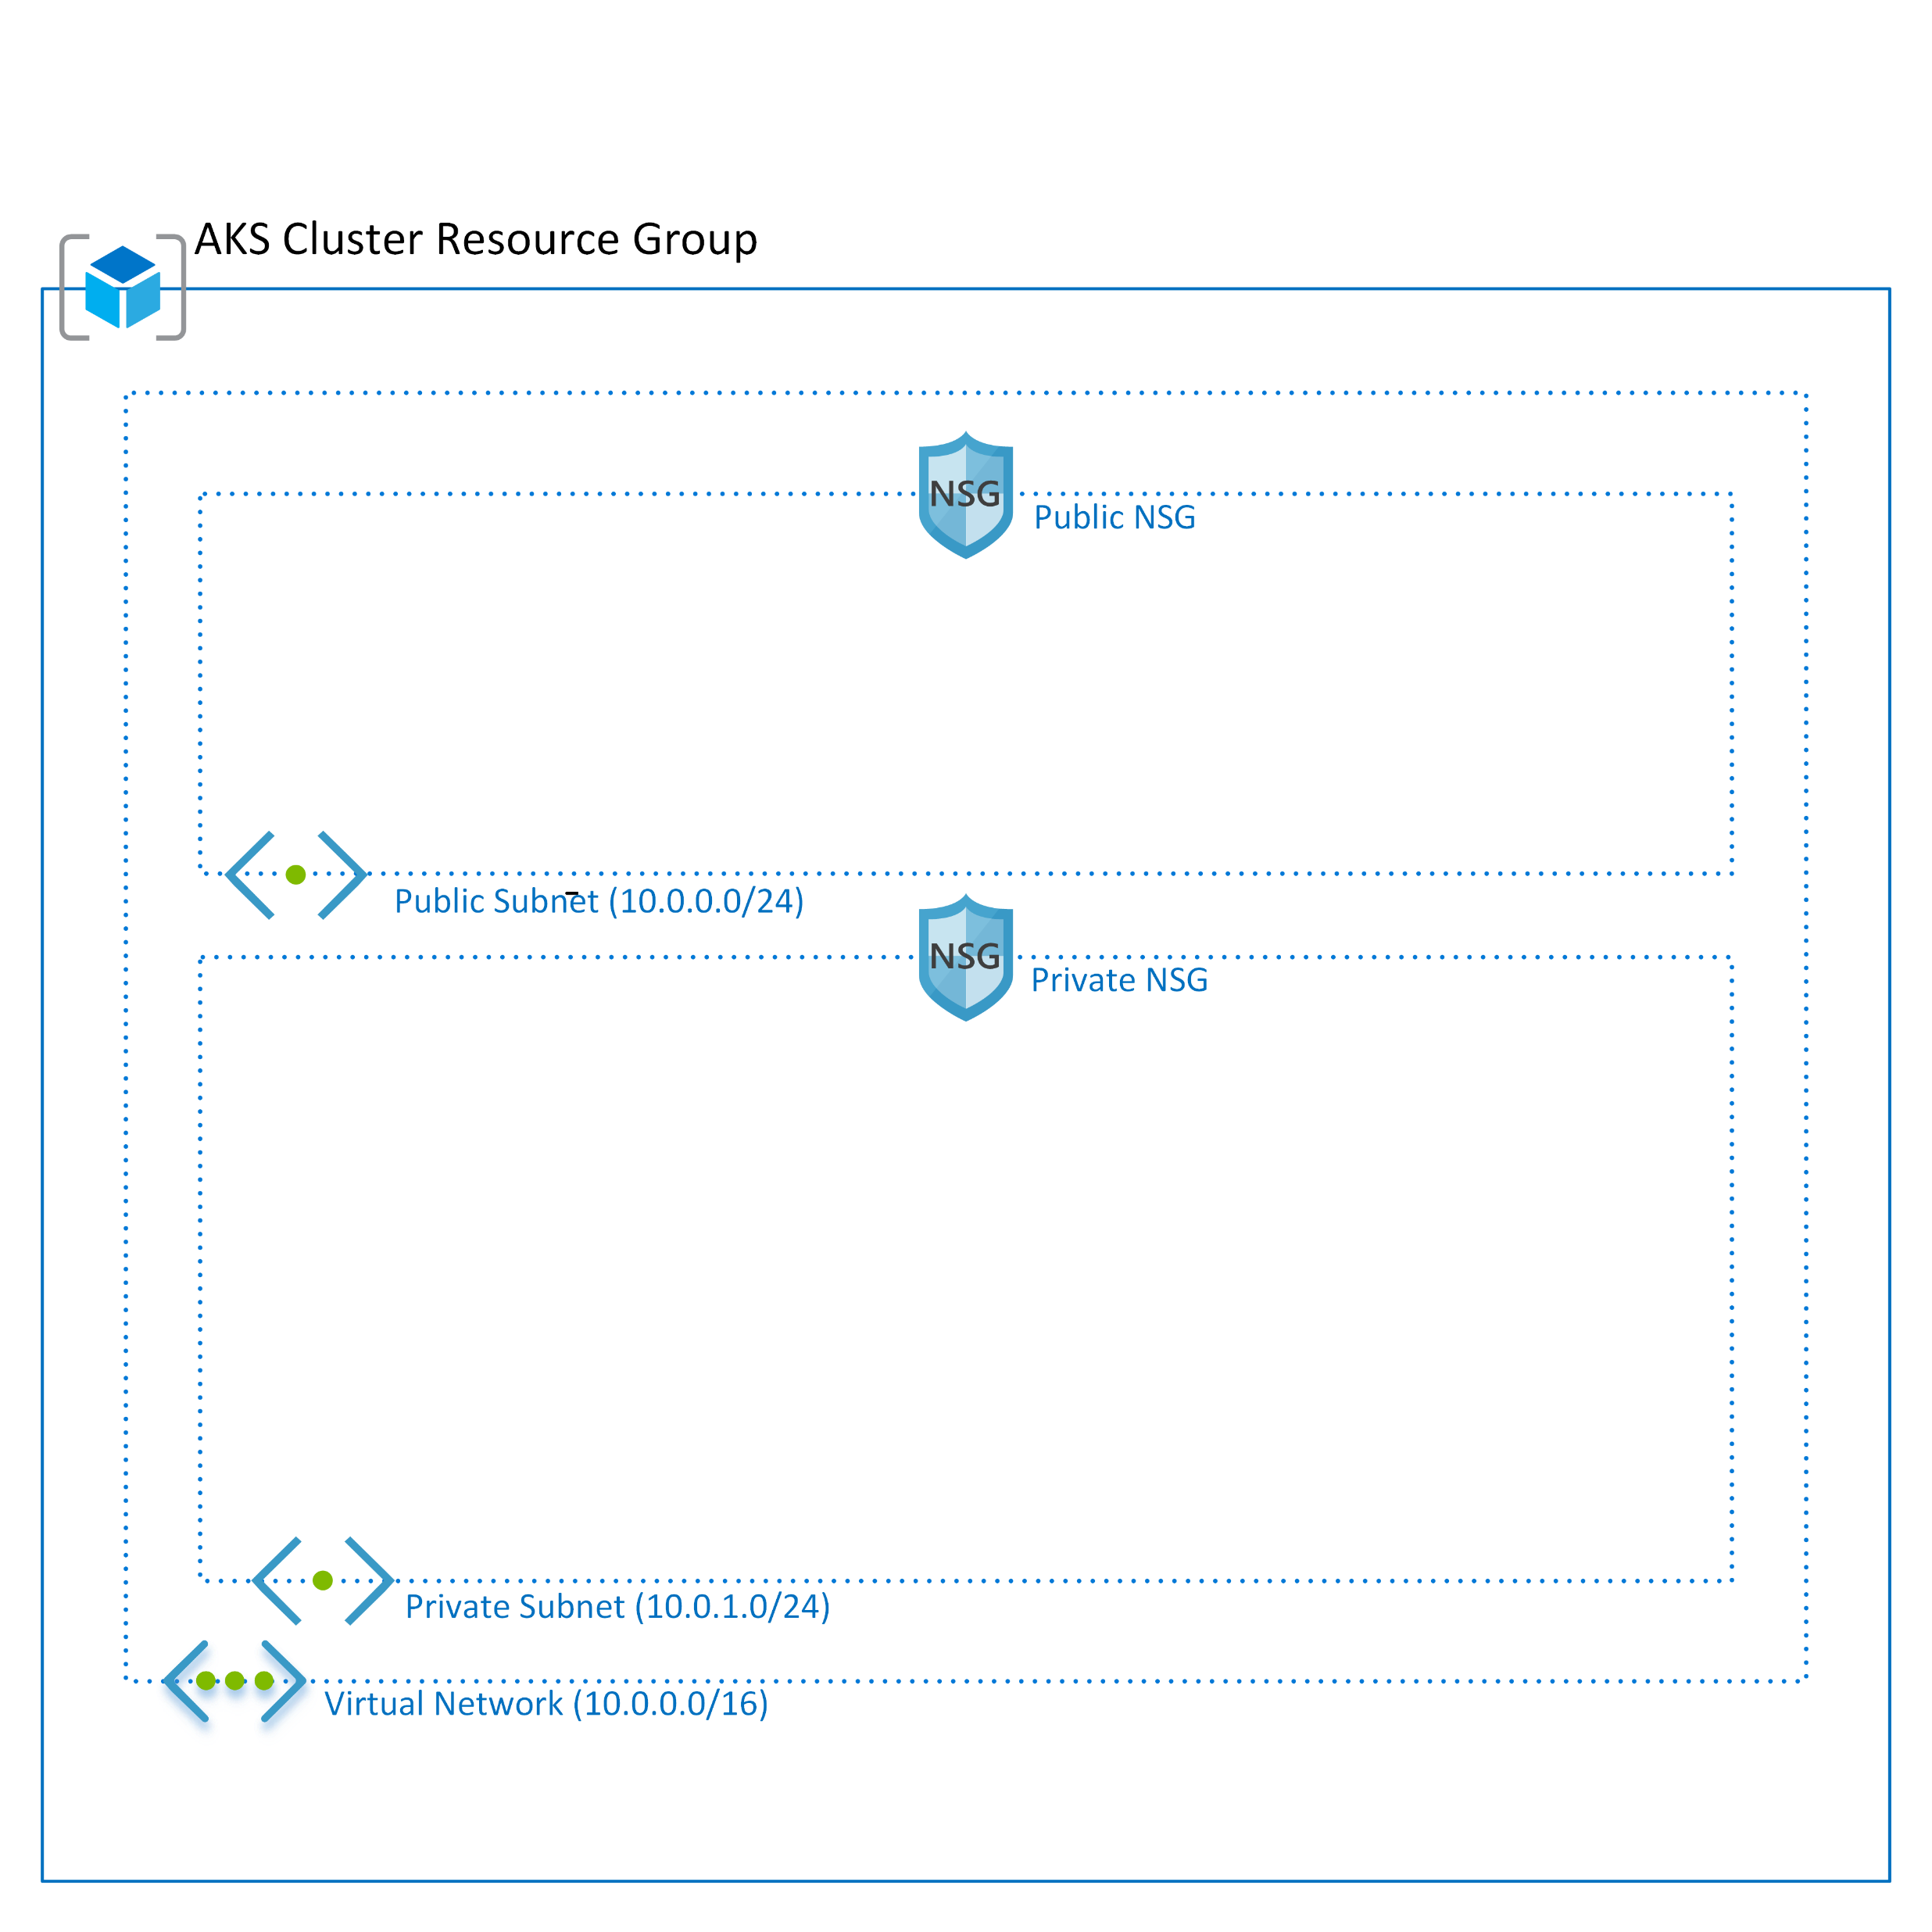 AKS Cluster Resource Group
NSG
Public NSG
Public Subnet (10.0.0.0/24)
NSG
Private NSG
Private Subnet (10.0.1.0/24)
Virtual Network (10.0.0.0/16)